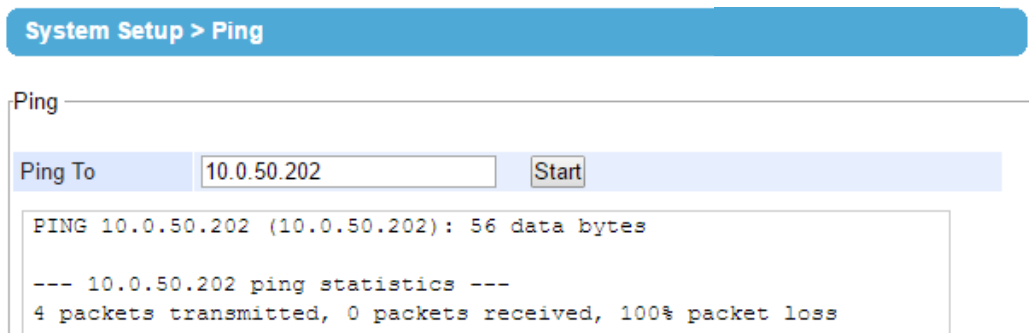 System Setup > Ping
Ping
Ping To 10.0.50.202 Start
PING 10.0.50.202 (10.0.50.202): 56 data bytes
--- 10.0.50.202 ping statistics ---
4 packets transmitted, 0 packets received, 100% packet loss